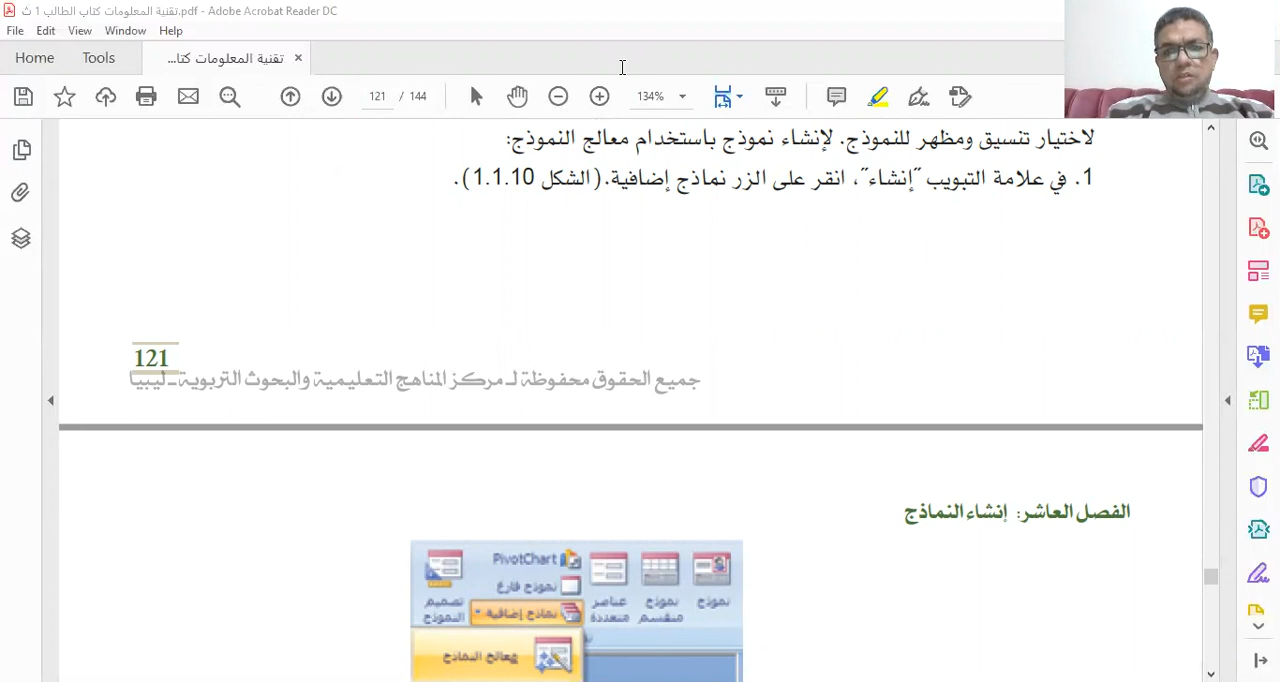 تقنية المعلومات كتاب الطالب 1 ث.pdf - Adobe Acrobat Reader DC
File Edit View Window Help
Home Tools تقنية المعلومات كتا... ×
121 / 144 134%
لاختيار تنسيق ومظهر للنموذج. لإنشاء نموذج باستخدام معالج النموذج:
1. في علامة التبويب "إنشاء"، انقر على الزر نماذج إضافية.(الشكل 1.1.10).
121
جميع الحقوق محفوظة لـ مركز المناهج التعليمية والبحوث التربوية ـ ليبيا
الفصل العاشر: إنشاء النماذج
PivotChart
نموذج فارغ
نماذج إضافية
نموذج
نموذج منقسم
عناصر متعددة
تصميم النموذج
معالج النماذج